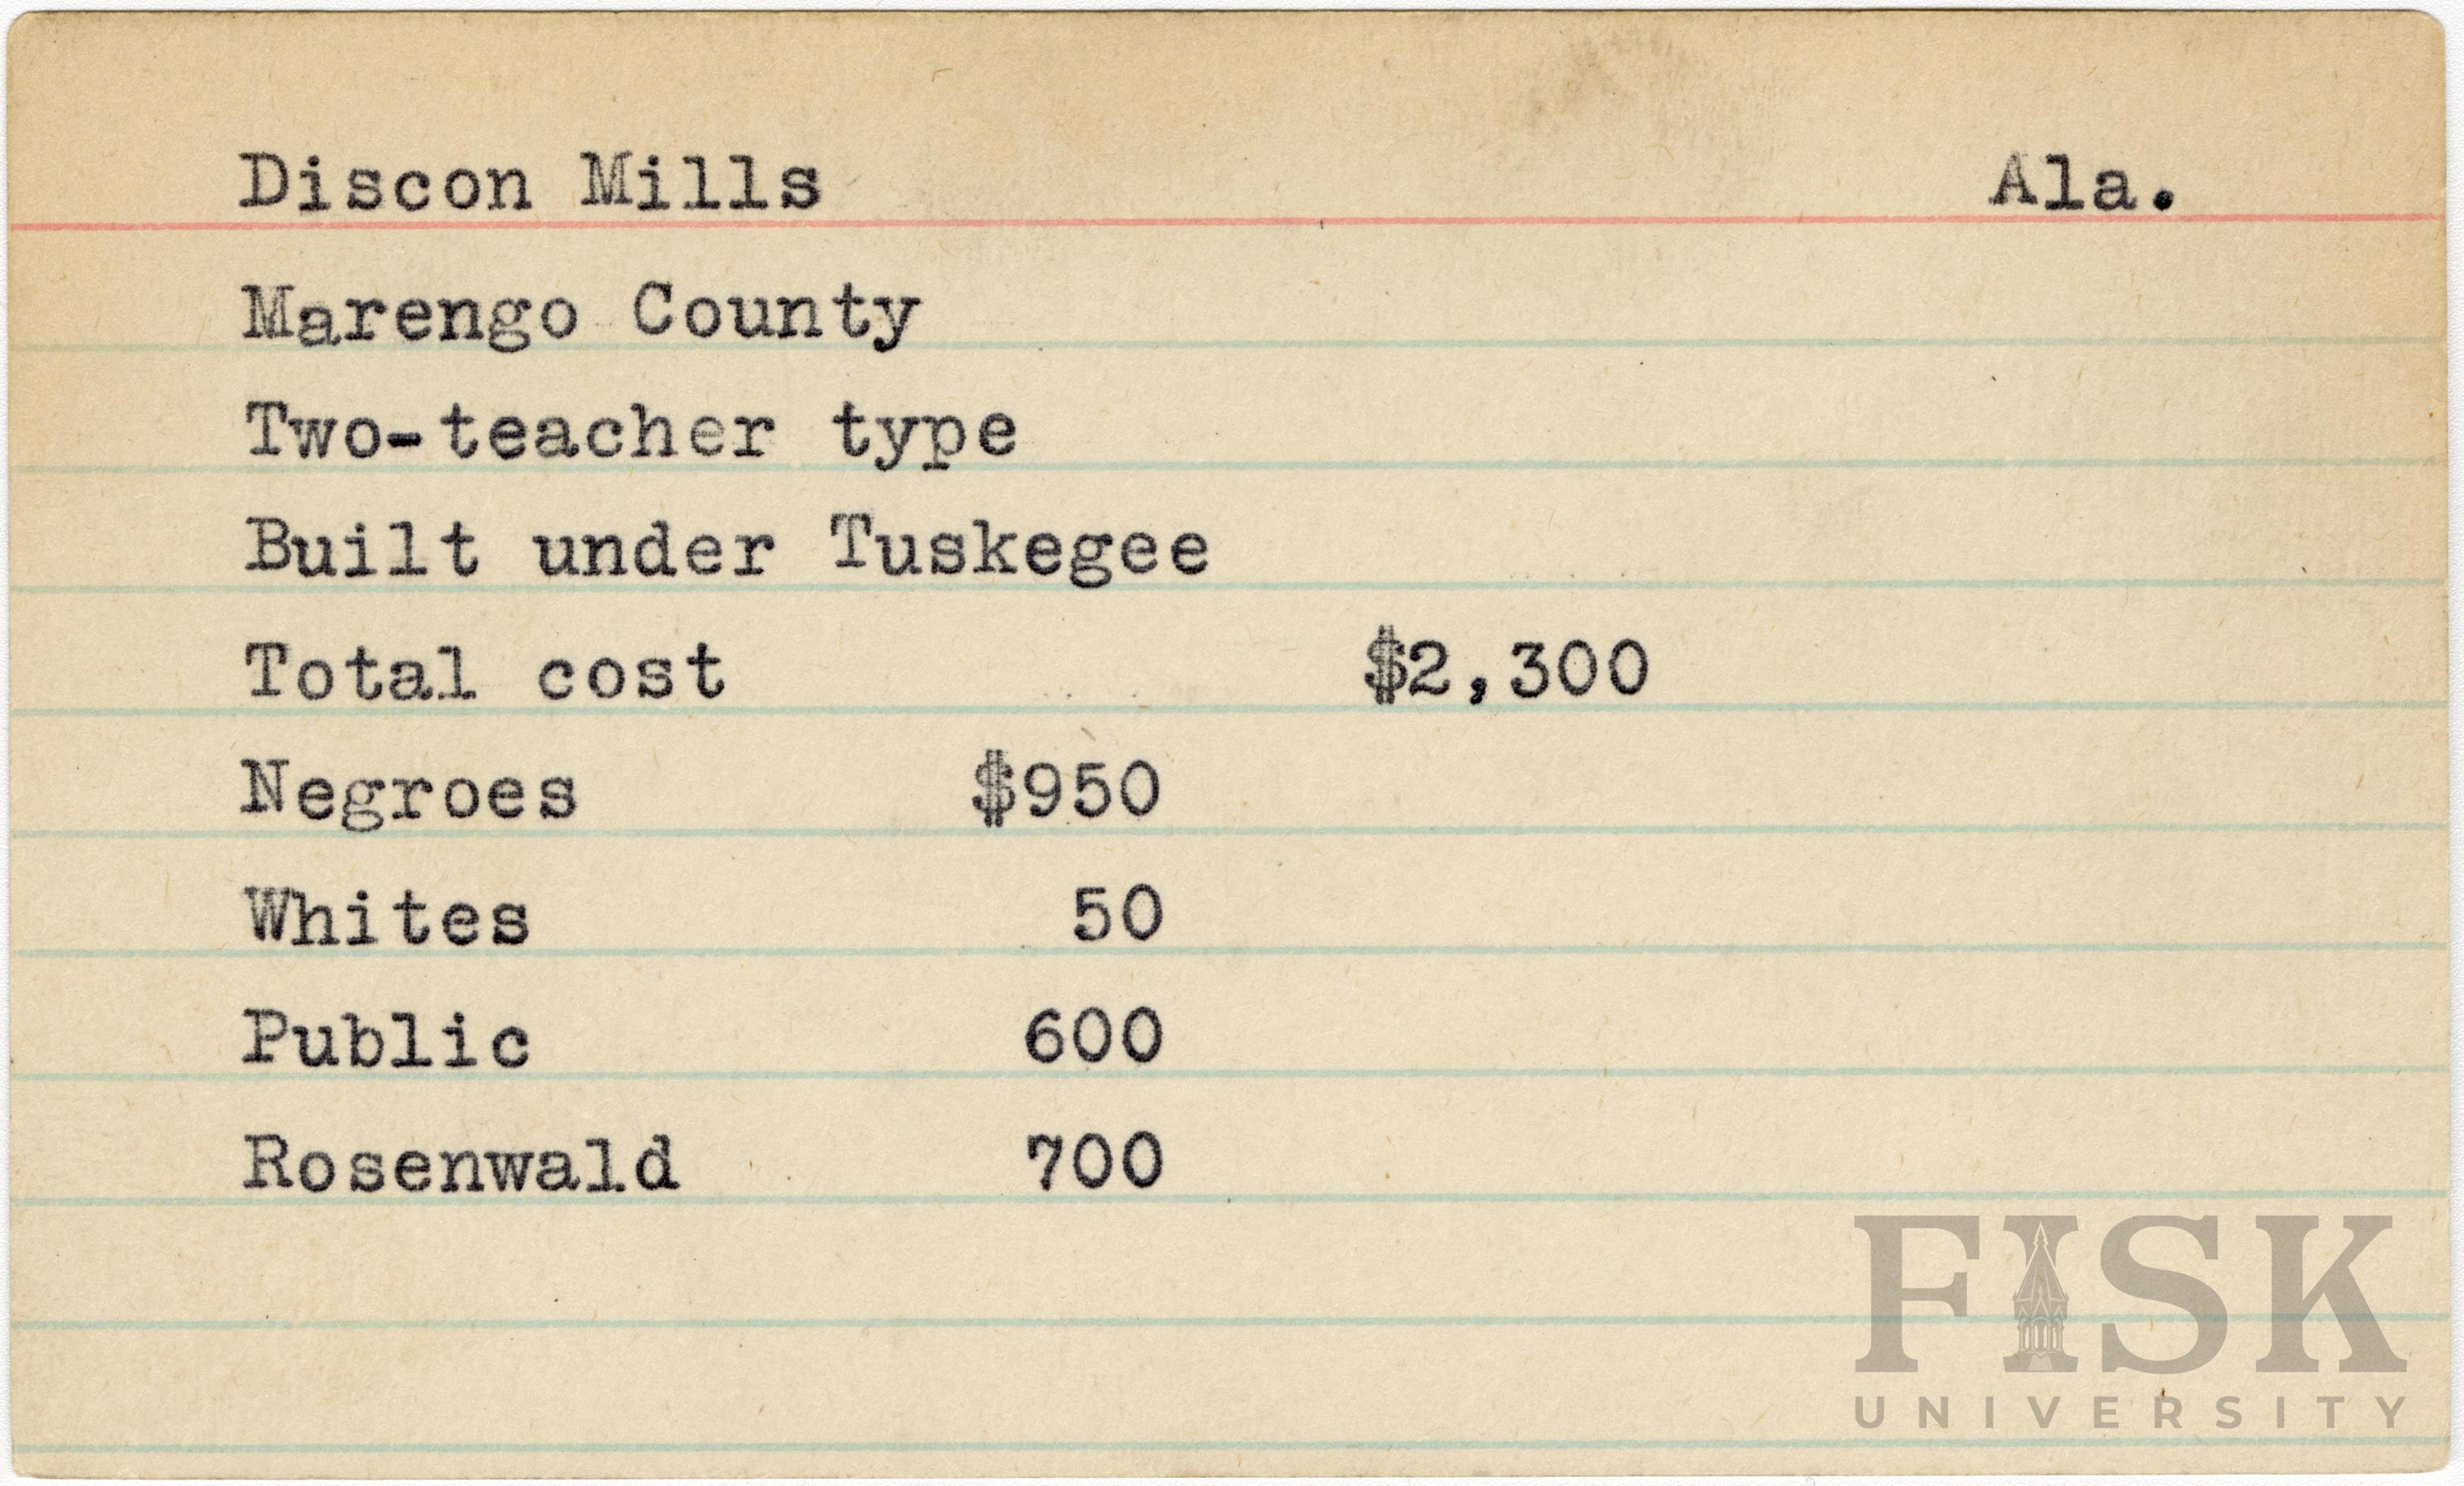 Discon Mills Ala.
Marengo County
Two-teacher type
Built under Tuskegee
Total cost $2,300
Negroes $950
Whites 50
Public 600
Rosenwald 700
FISK
UNIVERSITY